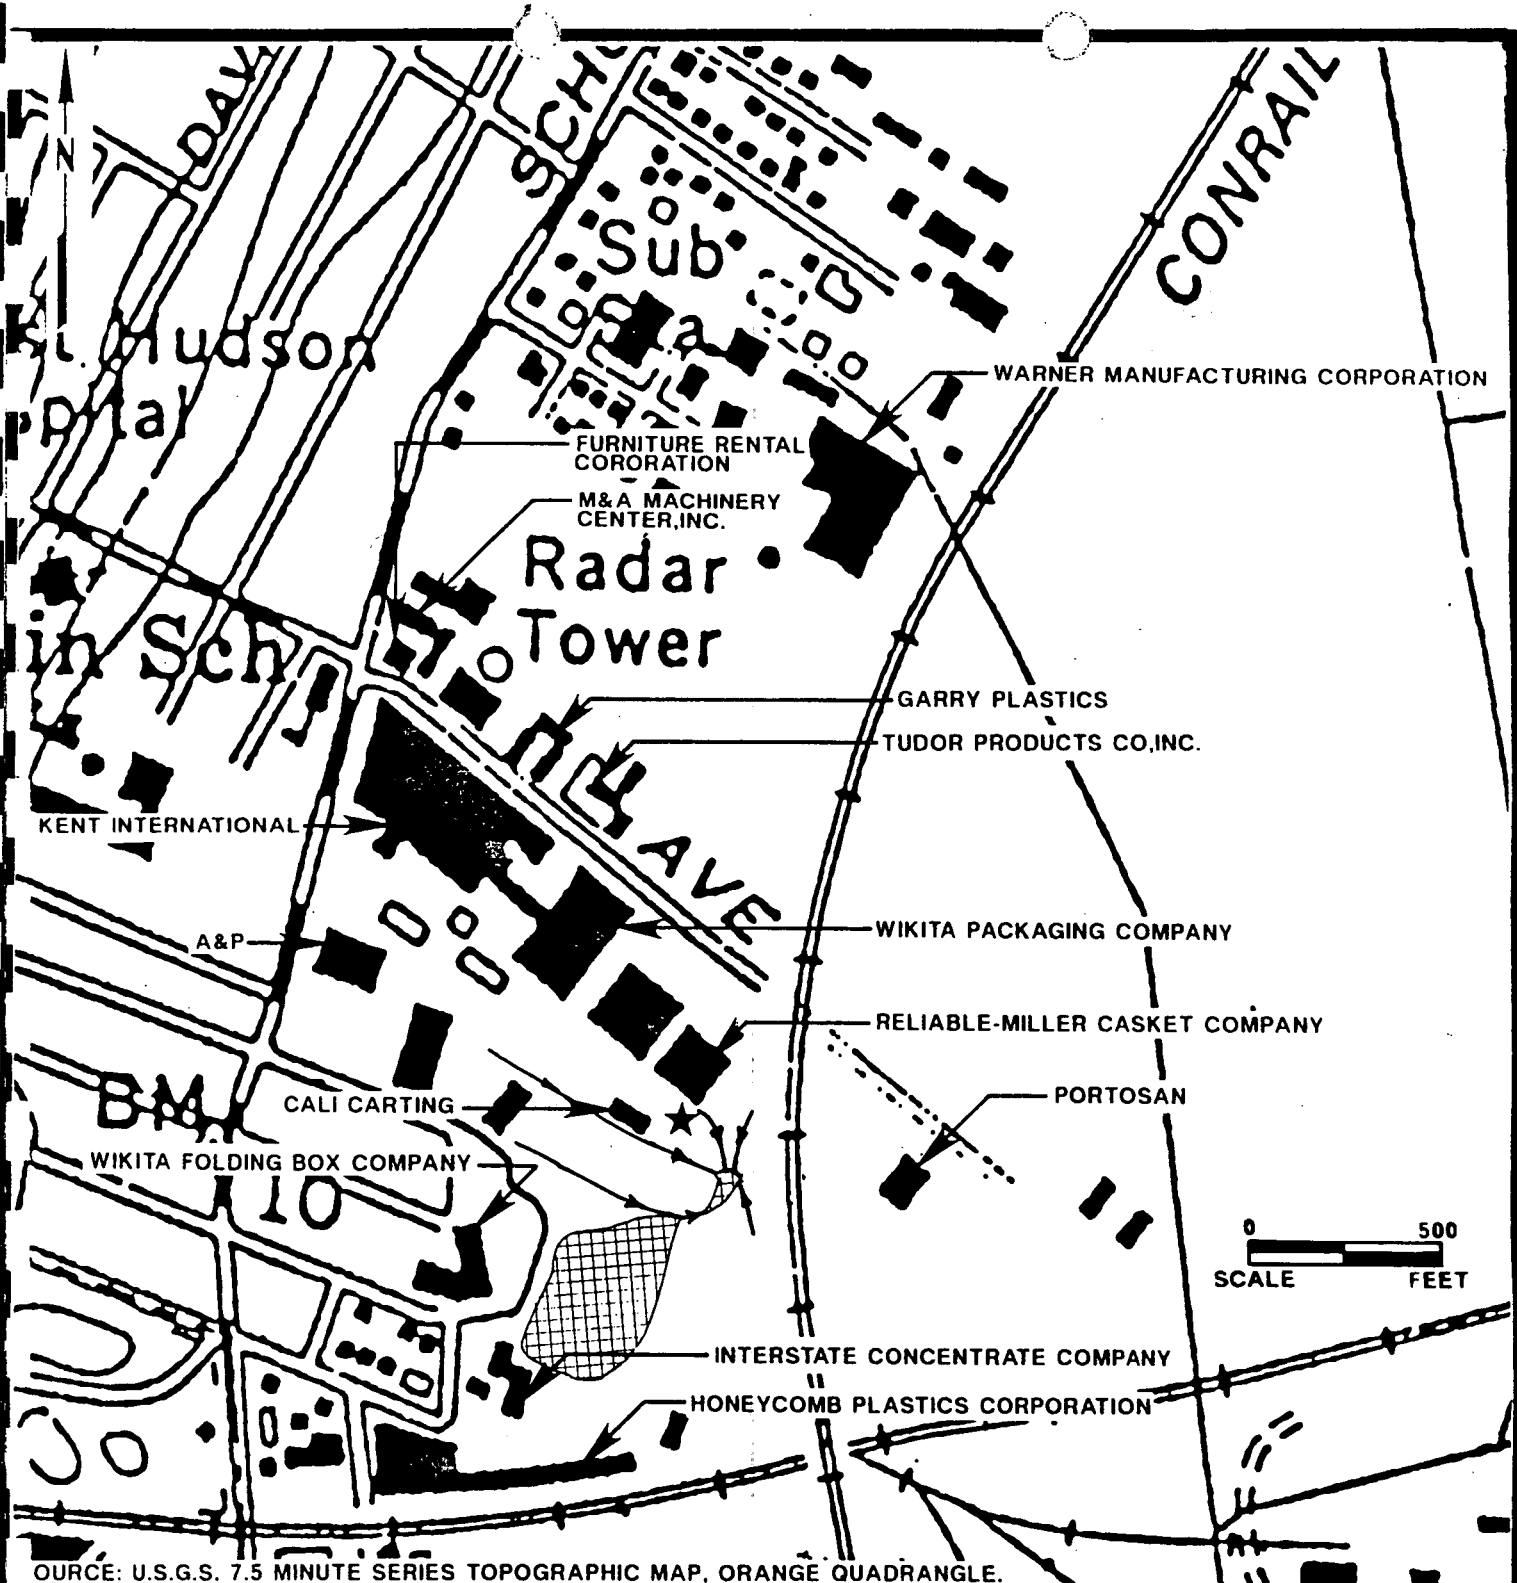 N
DAV
SCHU
CONRAIL
Sub
Sta
Hudson
WARNER MANUFACTURING CORPORATION
FURNITURE RENTAL
CORORATION
M&A MACHINERY
CENTER,INC.
Radar
Tower
in Sch
GARRY PLASTICS
TUDOR PRODUCTS CO,INC.
KENT INTERNATIONAL
AVE
WIKITA PACKAGING COMPANY
A&P
RELIABLE-MILLER CASKET COMPANY
BM
CALI CARTING
PORTOSAN
WIKITA FOLDING BOX COMPANY
10
0 500
SCALE FEET
INTERSTATE CONCENTRATE COMPANY
HONEYCOMB PLASTICS CORPORATION
OURCE: U.S.G.S. 7.5 MINUTE SERIES TOPOGRAPHIC MAP, ORANGE QUADRANGLE.